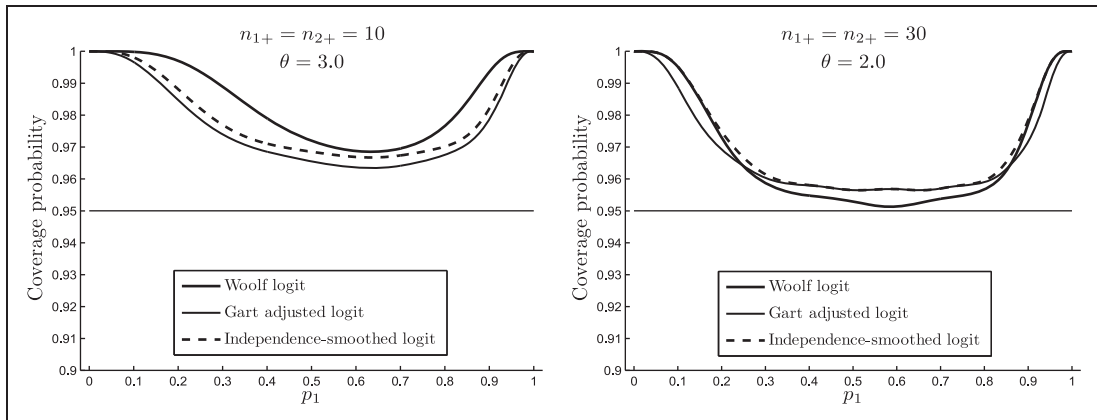 n₁₊ = n₂₊ = 10
θ = 3.0
Coverage probability
1
0.99
0.98
0.97
0.96
0.95
0.94
0.93
0.92
0.91
0.9
Woolf logit
Gart adjusted logit
Independence-smoothed logit
0 0.1 0.2 0.3 0.4 0.5 0.6 0.7 0.8 0.9 1
p₁
n₁₊ = n₂₊ = 30
θ = 2.0
Coverage probability
1
0.99
0.98
0.97
0.96
0.95
0.94
0.93
0.92
0.91
0.9
Woolf logit
Gart adjusted logit
Independence-smoothed logit
0 0.1 0.2 0.3 0.4 0.5 0.6 0.7 0.8 0.9 1
p₁